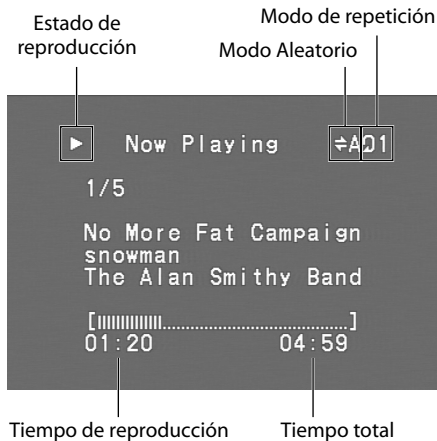 Estado de
reproducción
Modo de repetición
Modo Aleatorio
Now Playing
⇌A 1
1/5
No More Fat Campaign
snowman
The Alan Smithy Band
01:20
04:59
Tiempo de reproducción
Tiempo total